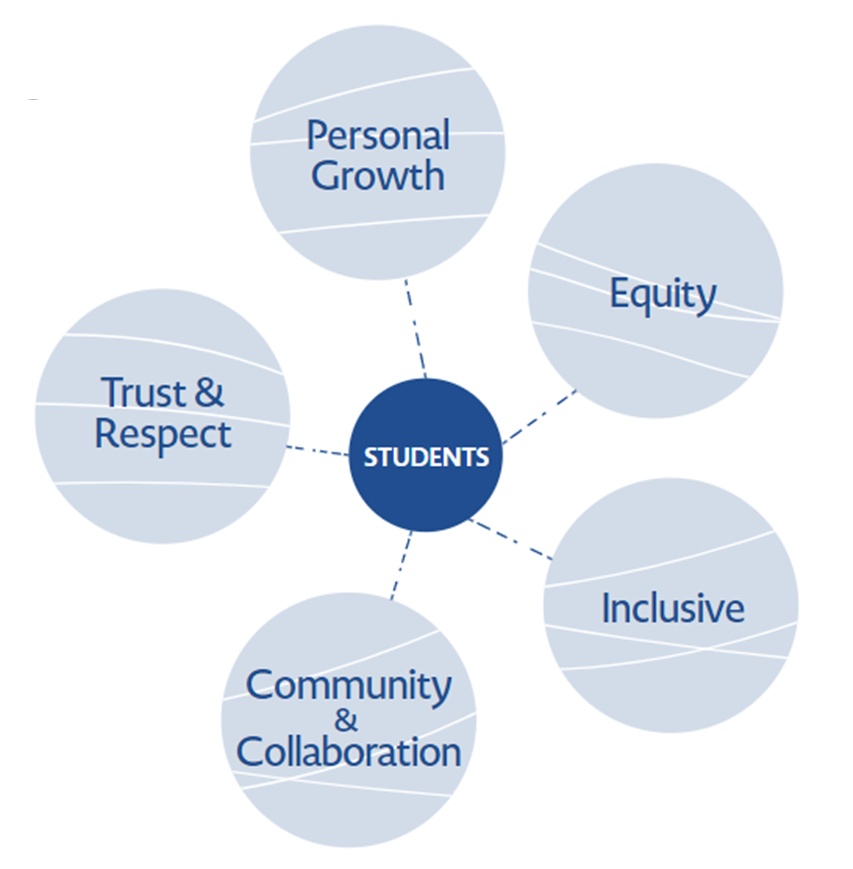 Personal
Growth
Equity
Trust &
Respect
STUDENTS
Inclusive
Community
&
Collaboration